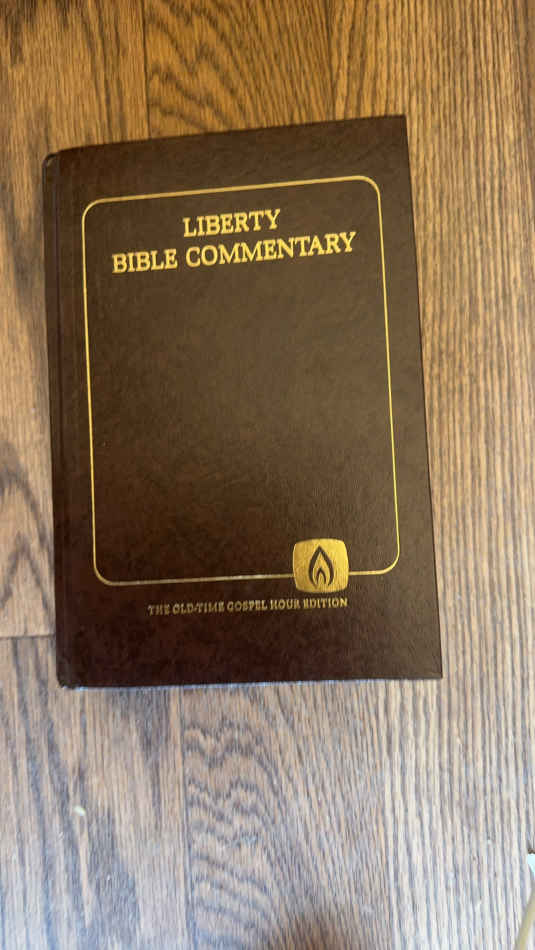 LIBERTY
BIBLE COMMENTARY
THE OLD-TIME GOSPEL HOUR EDITION